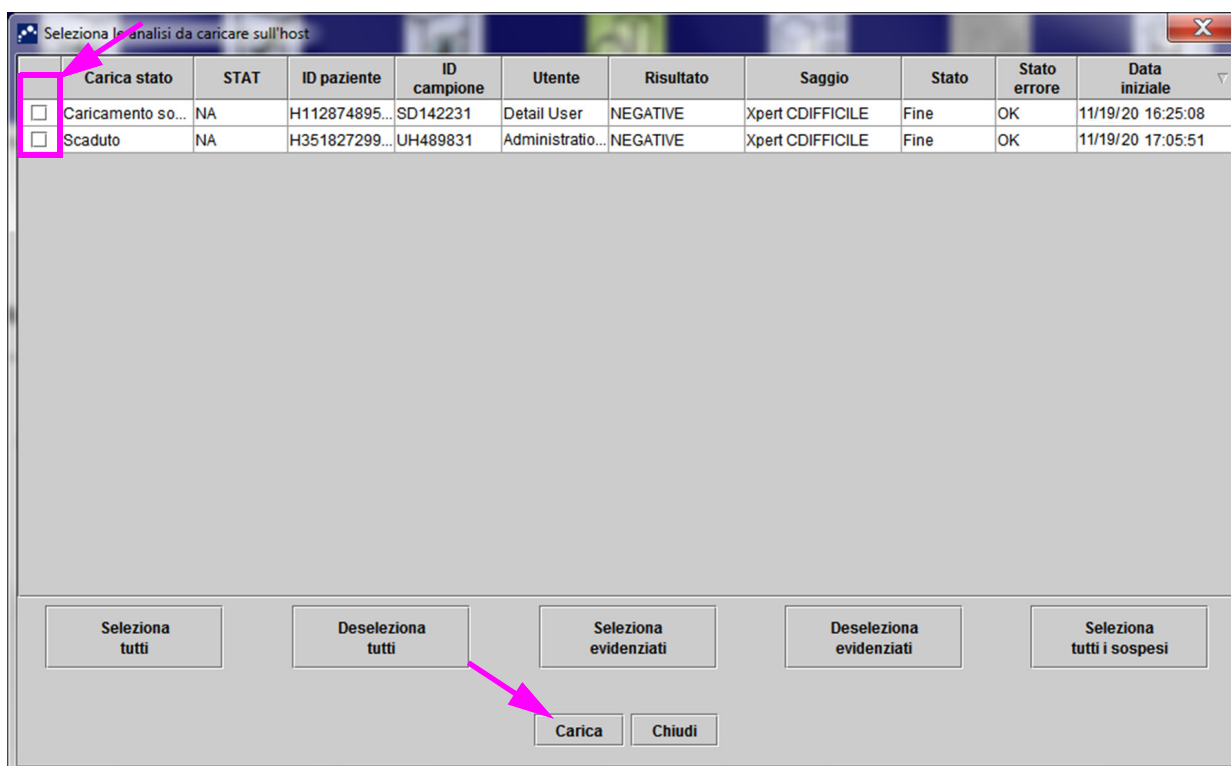 Seleziona le analisi da caricare sull'host
Carica stato STAT ID paziente ID campione Utente Risultato Saggio Stato Stato errore Data iniziale
Caricamento so... NA H112874895... SD142231 Detail User NEGATIVE Xpert CDIFFICILE Fine OK 11/19/20 16:25:08
Scaduto NA H351827299... UH489831 Administratio... NEGATIVE Xpert CDIFFICILE Fine OK 11/19/20 17:05:51
Seleziona tutti Deseleziona tutti Seleziona evidenziati Deseleziona evidenziati Seleziona tutti i sospesi
Carica Chiudi